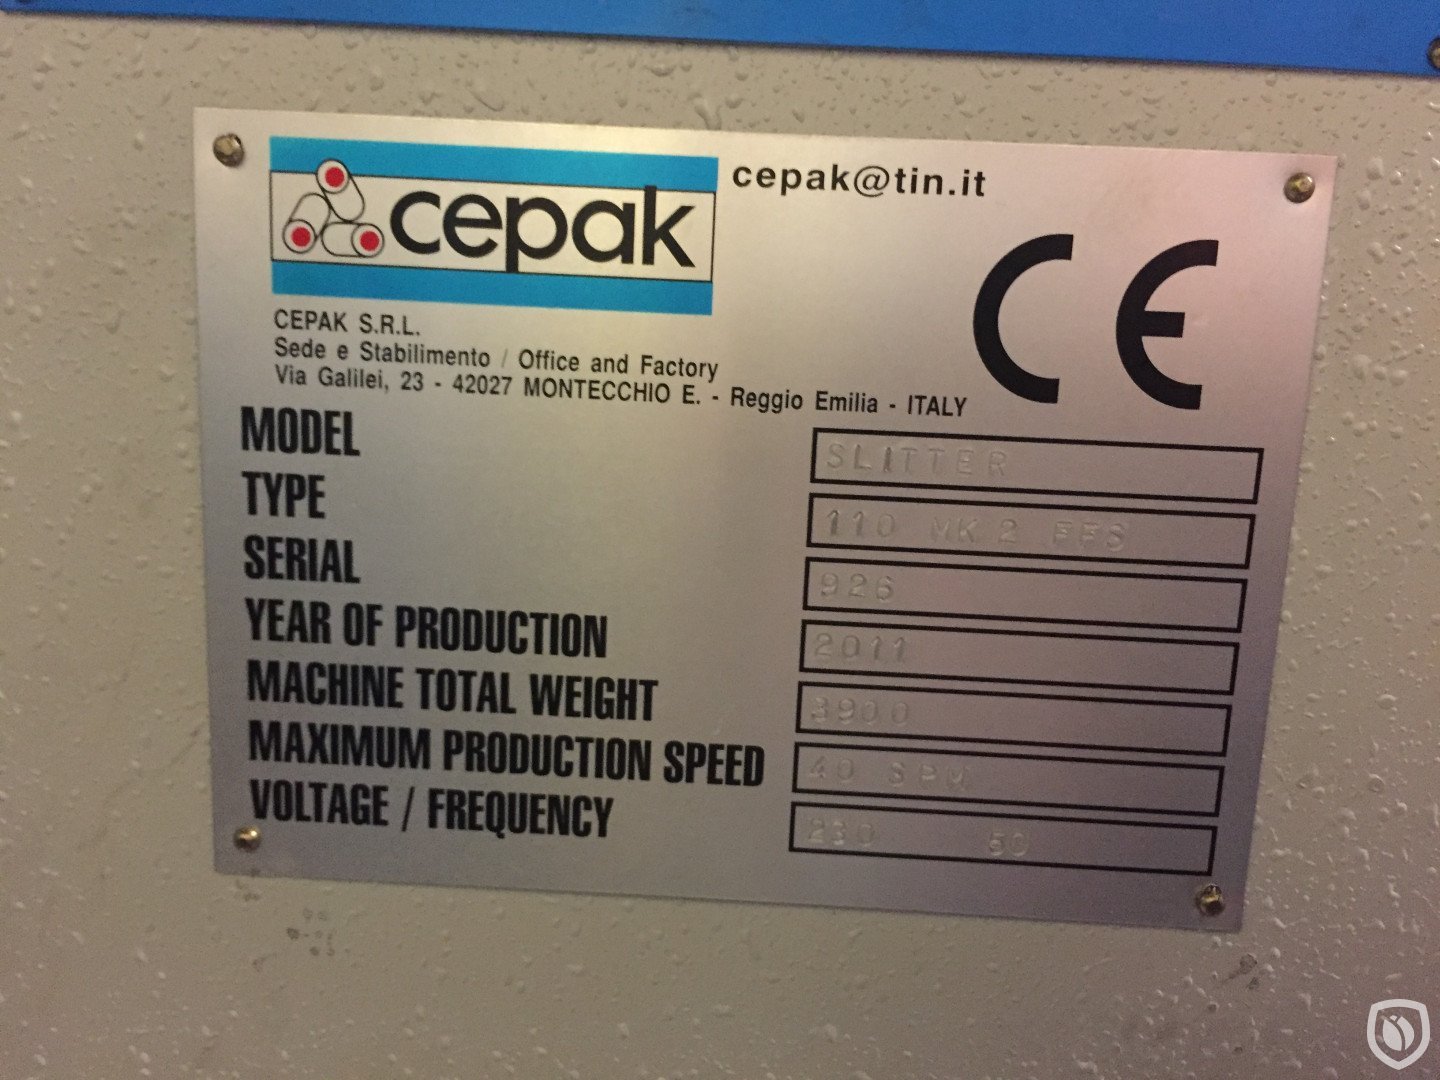 cepak
cepak@tin.it
CE
CEPAK S.R.L.
Sede e Stabilimento / Office and Factory
Via Galilei, 23 - 42027 MONTECCHIO E. - Reggio Emilia - ITALY
MODEL SLITTER
TYPE 110 MK 2 FFS
SERIAL 926
YEAR OF PRODUCTION 2011
MACHINE TOTAL WEIGHT 3900
MAXIMUM PRODUCTION SPEED 40 SPM
VOLTAGE / FREQUENCY 230 50